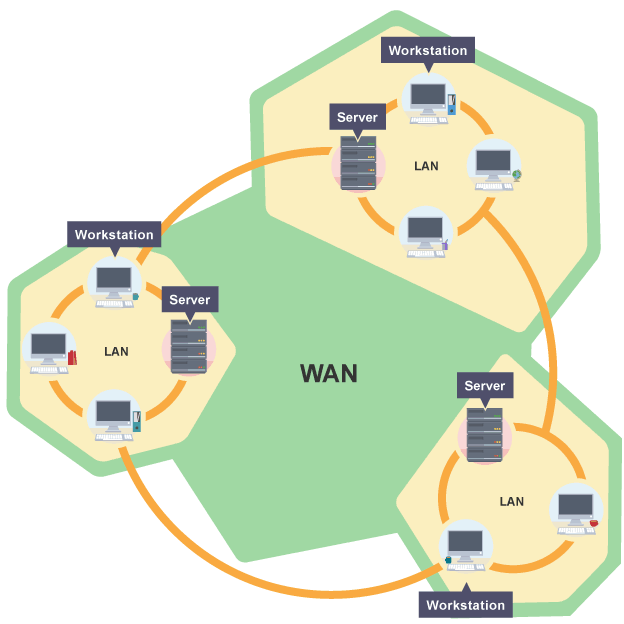 Workstation
Server
LAN
Workstation
Server
LAN
WAN
Server
LAN
Workstation